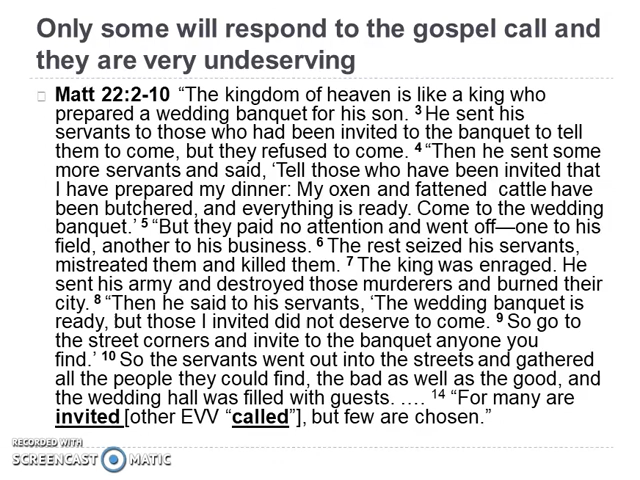 Only some will respond to the gospel call and
they are very undeserving
Matt 22:2-10 “The kingdom of heaven is like a king who
prepared a wedding banquet for his son. ³ He sent his
servants to those who had been invited to the banquet to tell
them to come, but they refused to come. ⁴ “Then he sent some
more servants and said, ‘Tell those who have been invited that
I have prepared my dinner: My oxen and fattened cattle have
been butchered, and everything is ready. Come to the wedding
banquet.’ ⁵ “But they paid no attention and went off—one to his
field, another to his business. ⁶ The rest seized his servants,
mistreated them and killed them. ⁷ The king was enraged. He
sent his army and destroyed those murderers and burned their
city. ⁸ “Then he said to his servants, ‘The wedding banquet is
ready, but those I invited did not deserve to come. ⁹ So go to
the street corners and invite to the banquet anyone you
find.’ ¹⁰ So the servants went out into the streets and gathered
all the people they could find, the bad as well as the good, and
the wedding hall was filled with guests. …. ¹⁴ “For many are
invited [other EVV “called”], but few are chosen.”
RECORDED WITH
SCREENCAST MATIC